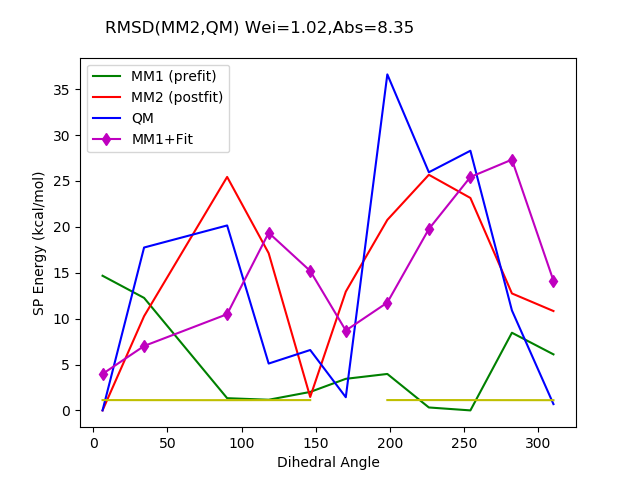 RMSD(MM2,QM) Wei=1.02,Abs=8.35
MM1 (prefit)
MM2 (postfit)
QM
MM1+Fit
SP Energy (kcal/mol)
35
30
25
20
15
10
5
0
0 50 100 150 200 250 300
Dihedral Angle